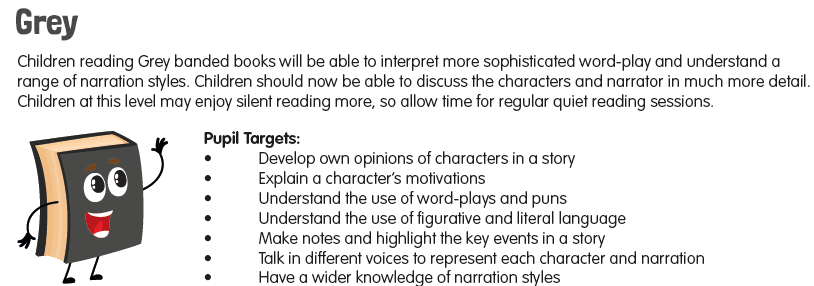 Grey
Children reading Grey banded books will be able to interpret more sophisticated word-play and understand a
range of narration styles. Children should now be able to discuss the characters and narrator in much more detail.
Children at this level may enjoy silent reading more, so allow time for regular quiet reading sessions.
Pupil Targets:
• Develop own opinions of characters in a story
• Explain a character's motivations
• Understand the use of word-plays and puns
• Understand the use of figurative and literal language
• Make notes and highlight the key events in a story
• Talk in different voices to represent each character and narration
• Have a wider knowledge of narration styles